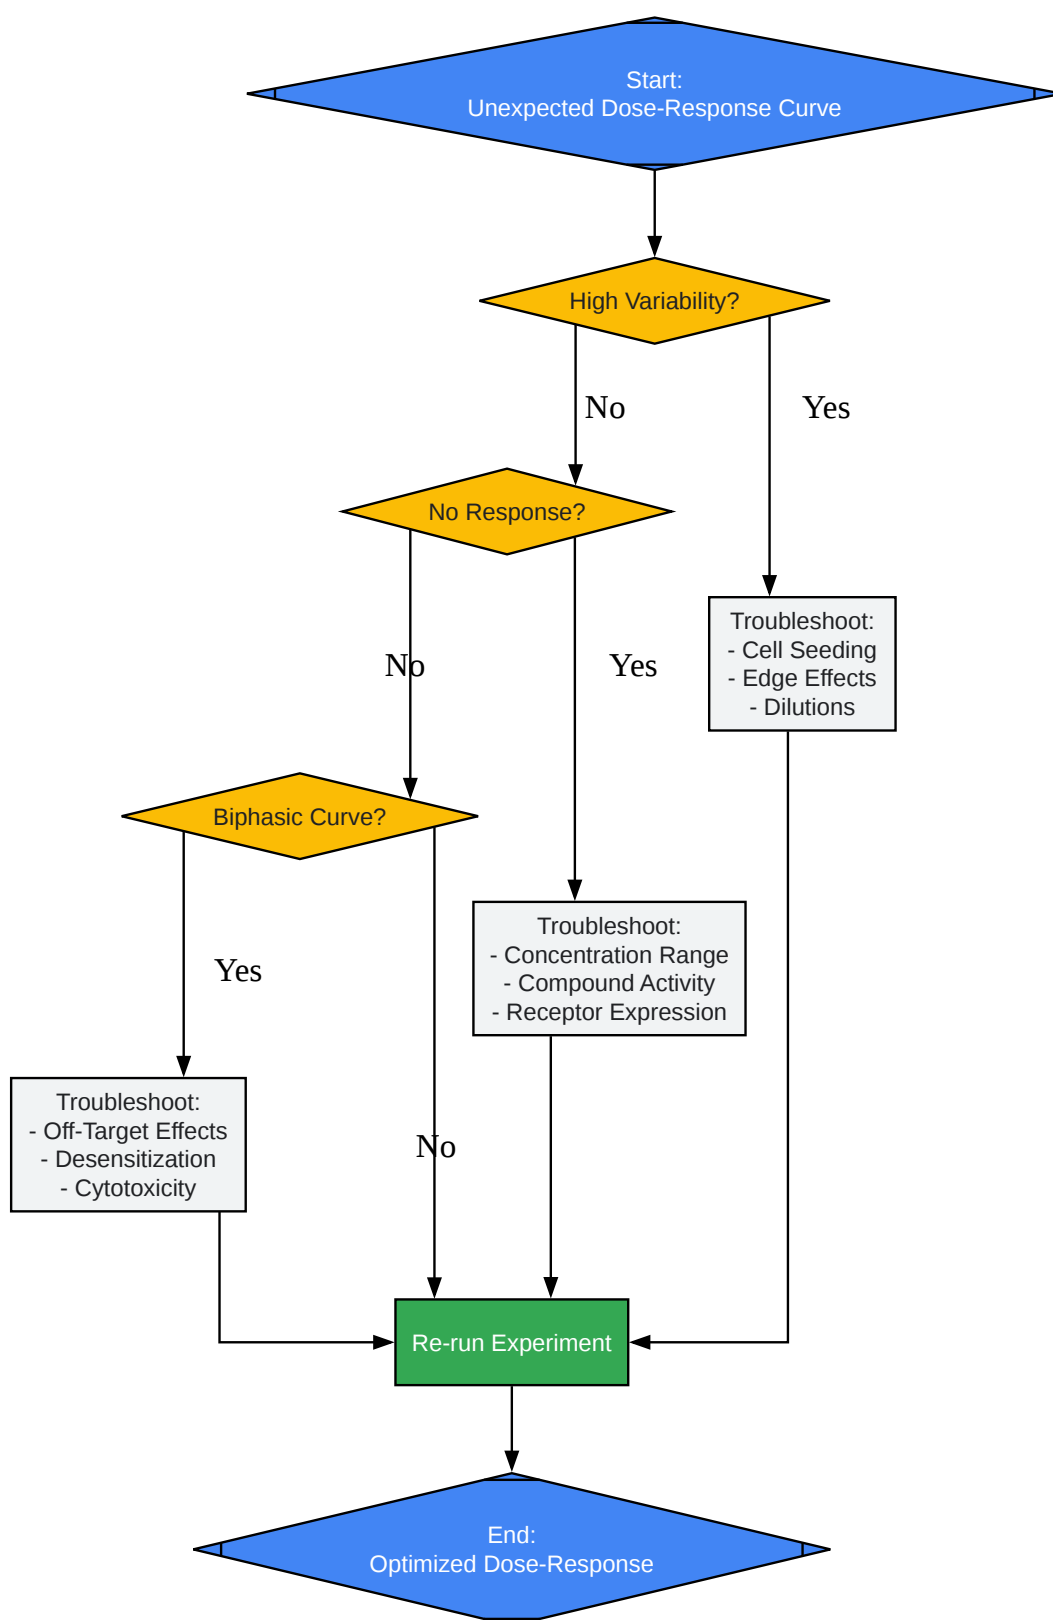 Start:
Unexpected Dose-Response Curve
High Variability?
No
Yes
No Response?
No
Yes
Troubleshoot:
- Cell Seeding
- Edge Effects
- Dilutions
Biphasic Curve?
Yes
No
Troubleshoot:
- Concentration Range
- Compound Activity
- Receptor Expression
Troubleshoot:
- Off-Target Effects
- Desensitization
- Cytotoxicity
Re-run Experiment
End:
Optimized Dose-Response